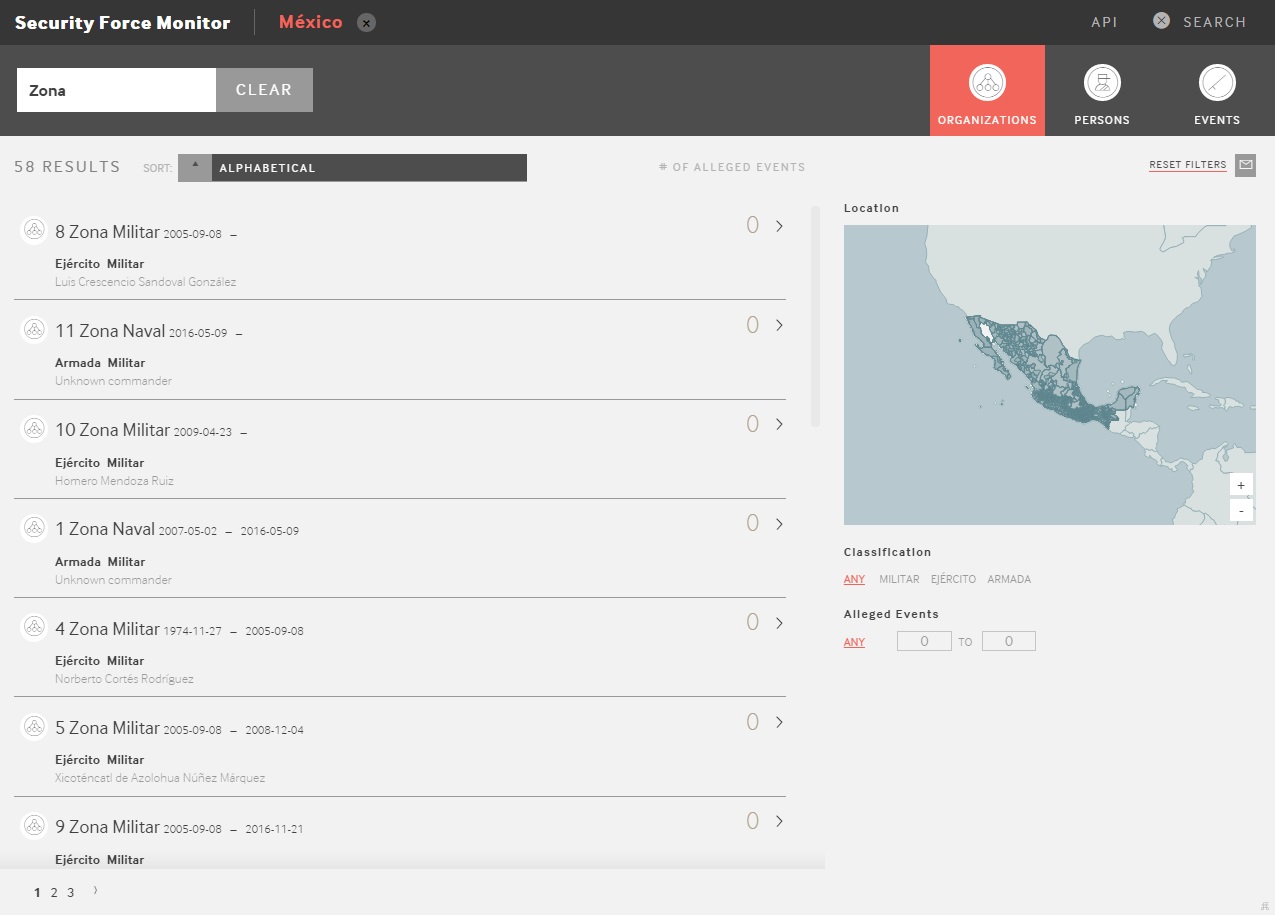 Security Force Monitor México × API SEARCH
Zona CLEAR
ORGANIZATIONS PERSONS EVENTS
58 RESULTS SORT: ALPHABETICAL # OF ALLEGED EVENTS RESET FILTERS
8 Zona Militar 2005-09-08 – 0
Ejército Militar
Luis Crescencio Sandoval González
11 Zona Naval 2016-05-09 – 0
Armada Militar
Unknown commander
10 Zona Militar 2009-04-23 – 0
Ejército Militar
Homero Mendoza Ruiz
1 Zona Naval 2007-05-02 – 2016-05-09 0
Armada Militar
Unknown commander
4 Zona Militar 1974-11-27 – 2005-09-08 0
Ejército Militar
Norberto Cortés Rodríguez
5 Zona Militar 2005-09-08 – 2008-12-04 0
Ejército Militar
Xicoténcatl de Azolohua Núñez Márquez
9 Zona Militar 2005-09-08 – 2016-11-21 0
Ejército Militar
1 2 3 〉
Location
+
-
Classification
ANY MILITAR EJÉRCITO ARMADA
Alleged Events
ANY 0 TO 0